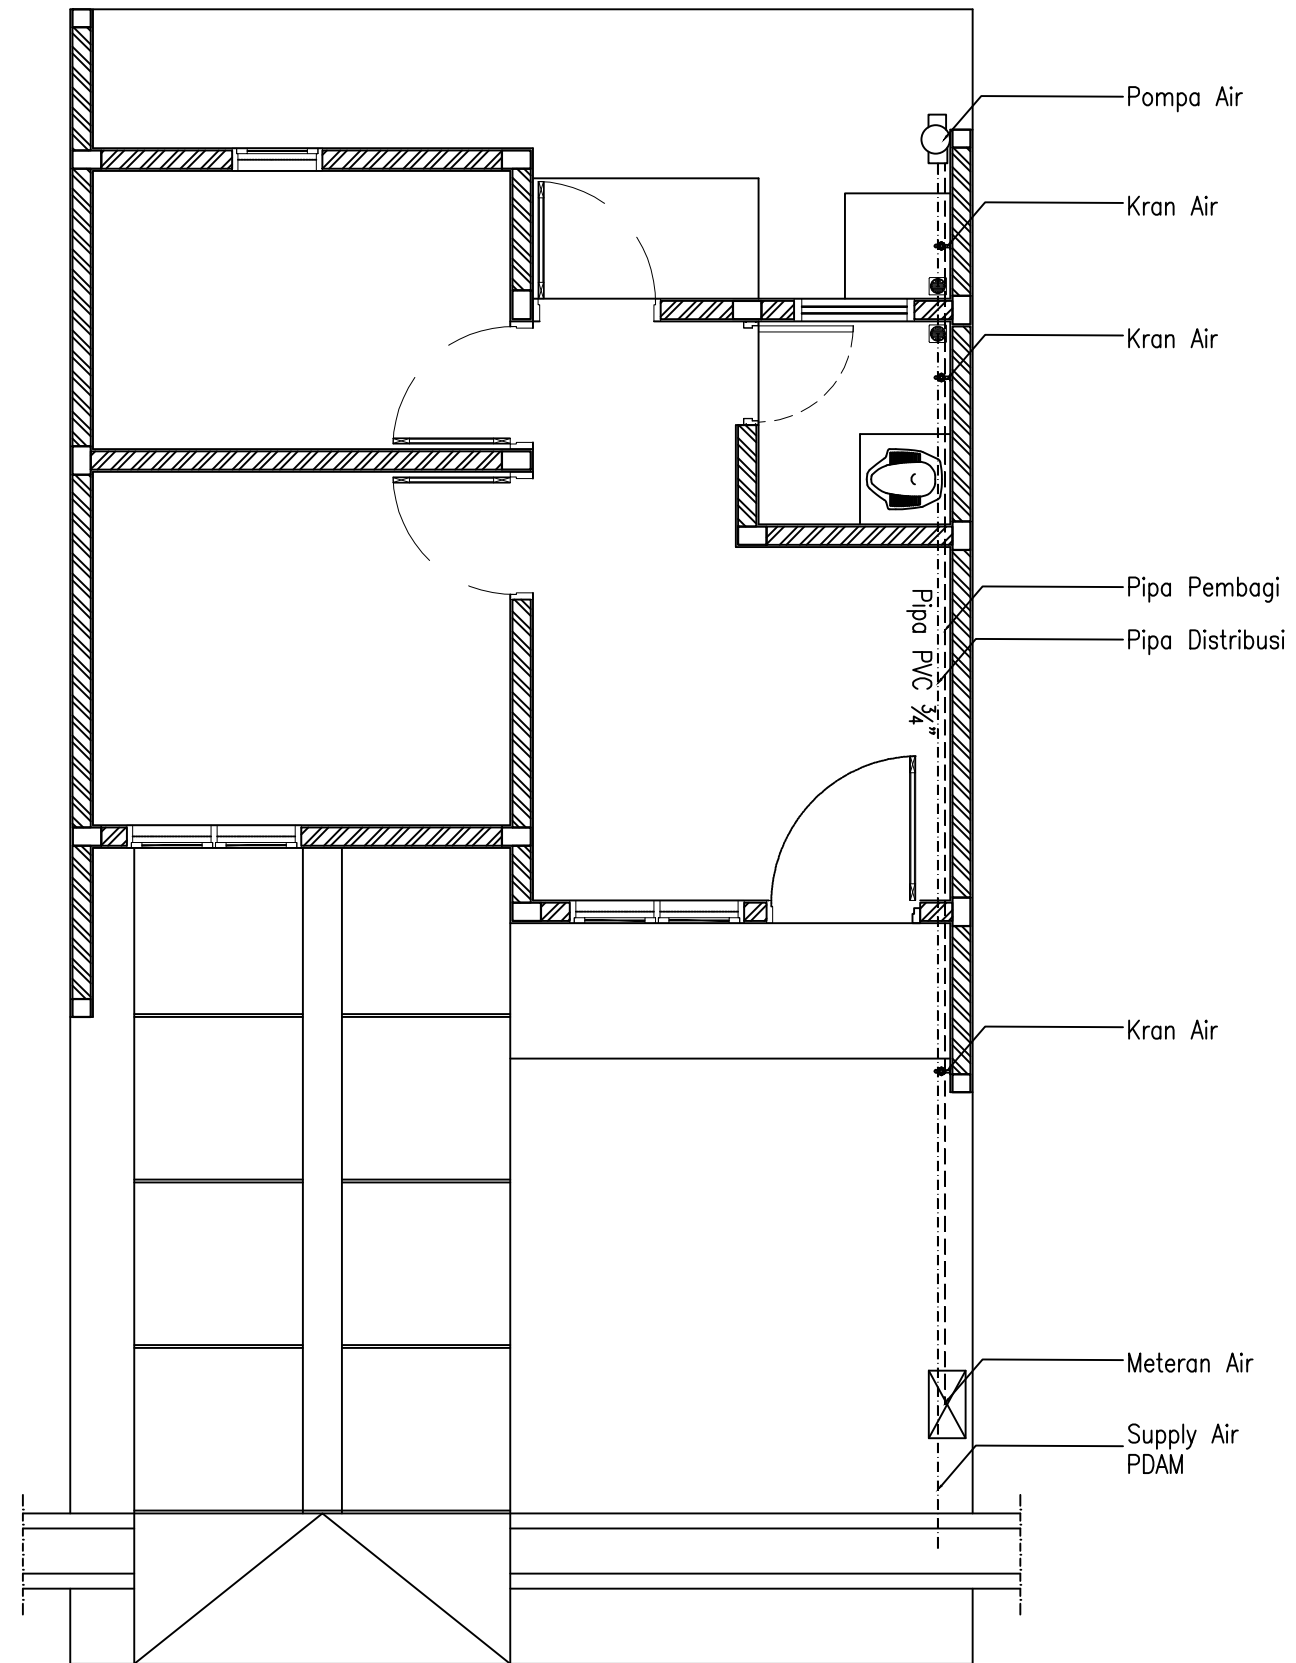 Pompa Air
Kran Air
Kran Air
Pipa Pembagi
Pipa PVC ¾"
Pipa Distribusi
Kran Air
Meteran Air
Supply Air
PDAM